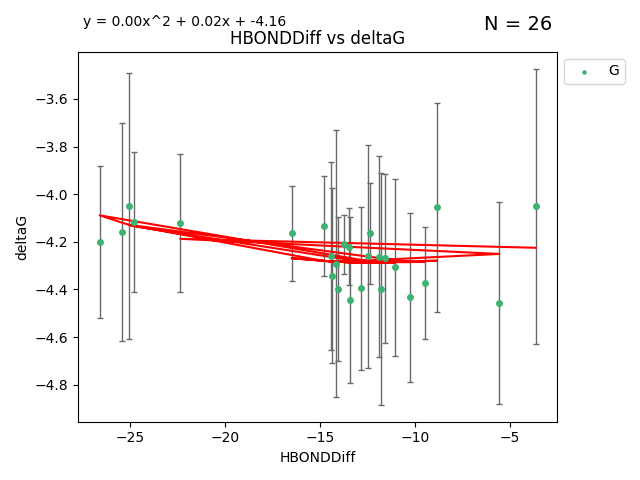 y = 0.00x^2 + 0.02x + -4.16
N = 26
HBONDDiff vs deltaG
G
−3.6
−3.8
−4.0
−4.2
−4.4
−4.6
−4.8
deltaG
−25
−20
−15
−10
−5
HBONDDiff